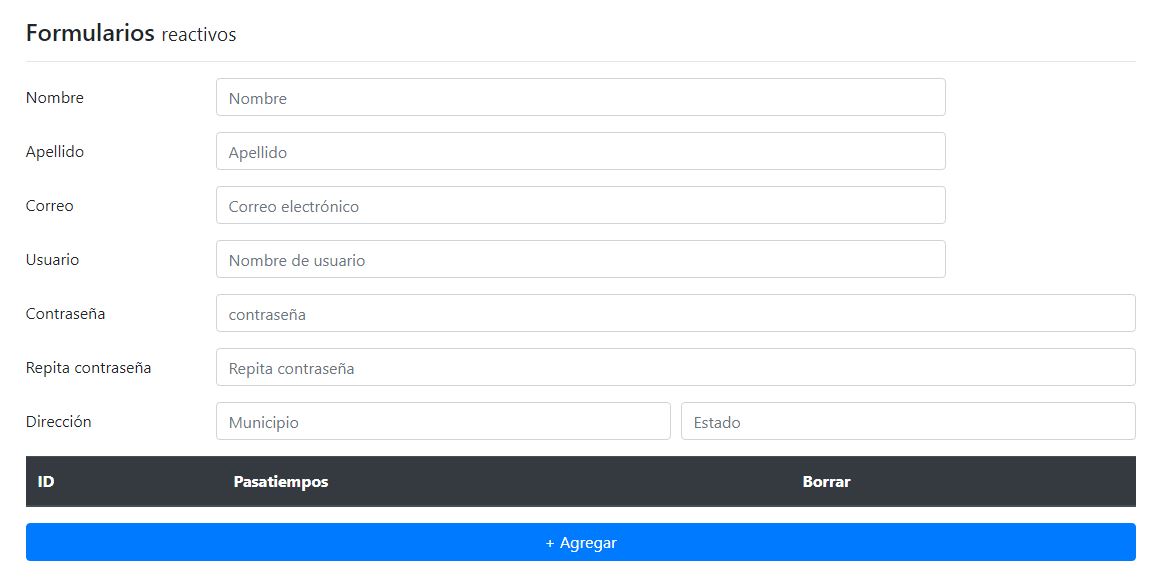 Formularios reactivos
Nombre Nombre
Apellido Apellido
Correo Correo electrónico
Usuario Nombre de usuario
Contraseña contraseña
Repita contraseña Repita contraseña
Dirección Municipio Estado
ID Pasatiempos Borrar
+ Agregar